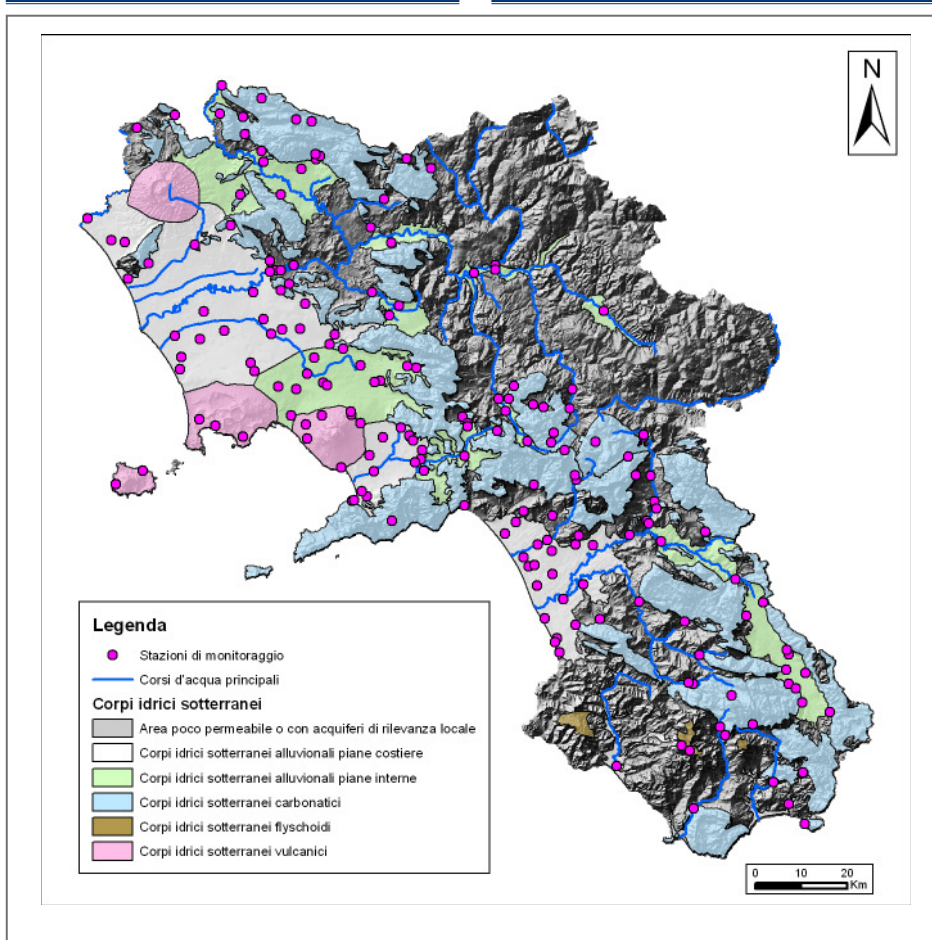 N
Legenda
Stazioni di monitoraggio
Corsi d'acqua principali
Corpi idrici sotterranei
Area poco permeabile o con acquiferi di rilevanza locale
Corpi idrici sotterranei alluvionali piane costiere
Corpi idrici sotterranei alluvionali piane interne
Corpi idrici sotterranei carbonatici
Corpi idrici sotterranei flyschoidi
Corpi idrici sotterranei vulcanici
0 10 20
Km